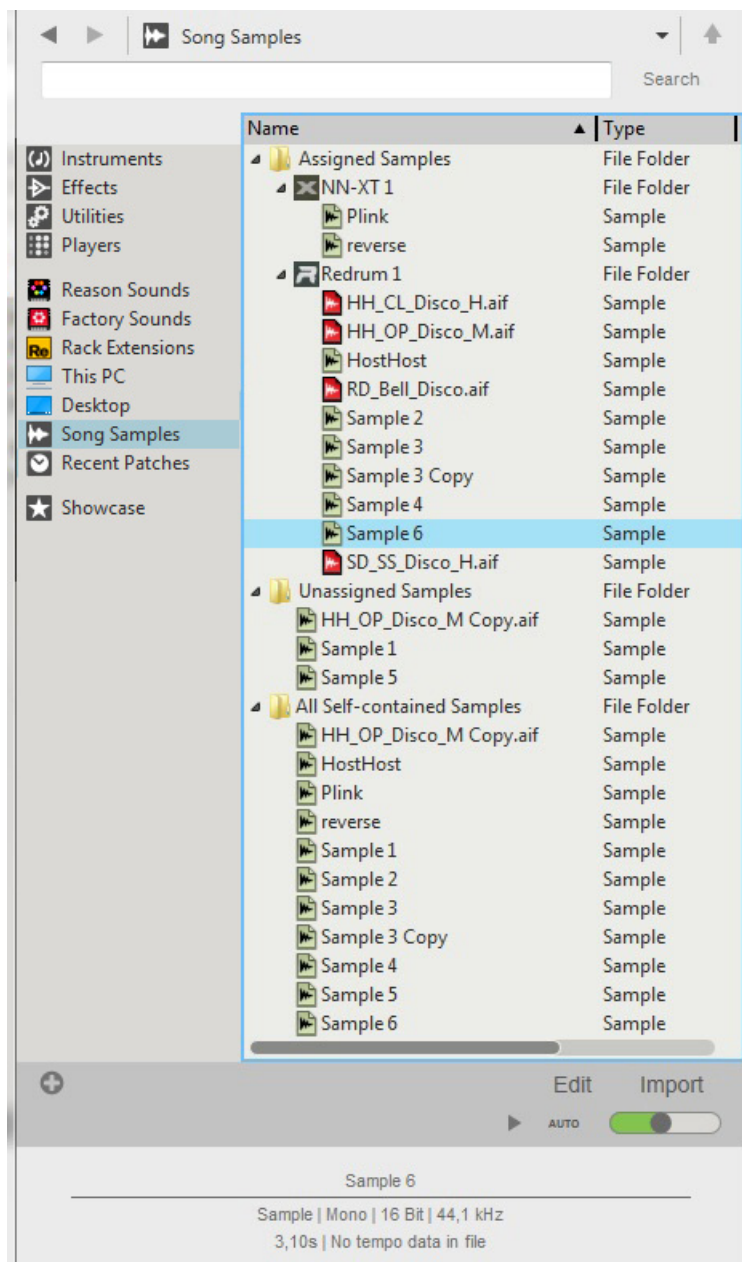 Song Samples
Search
Name Type
Instruments
Effects
Utilities
Players
Reason Sounds
Factory Sounds
Re Rack Extensions
This PC
Desktop
Song Samples
Recent Patches
Showcase
Assigned Samples File Folder
NN-XT 1 File Folder
Plink Sample
reverse Sample
Redrum 1 File Folder
HH_CL_Disco_H.aif Sample
HH_OP_Disco_M.aif Sample
HostHost Sample
RD_Bell_Disco.aif Sample
Sample 2 Sample
Sample 3 Sample
Sample 3 Copy Sample
Sample 4 Sample
Sample 6 Sample
SD_SS_Disco_H.aif Sample
Unassigned Samples File Folder
HH_OP_Disco_M Copy.aif Sample
Sample 1 Sample
Sample 5 Sample
All Self-contained Samples File Folder
HH_OP_Disco_M Copy.aif Sample
HostHost Sample
Plink Sample
reverse Sample
Sample 1 Sample
Sample 2 Sample
Sample 3 Sample
Sample 3 Copy Sample
Sample 4 Sample
Sample 5 Sample
Sample 6 Sample
Edit Import
AUTO
Sample 6
Sample | Mono | 16 Bit | 44,1 kHz
3,10s | No tempo data in file